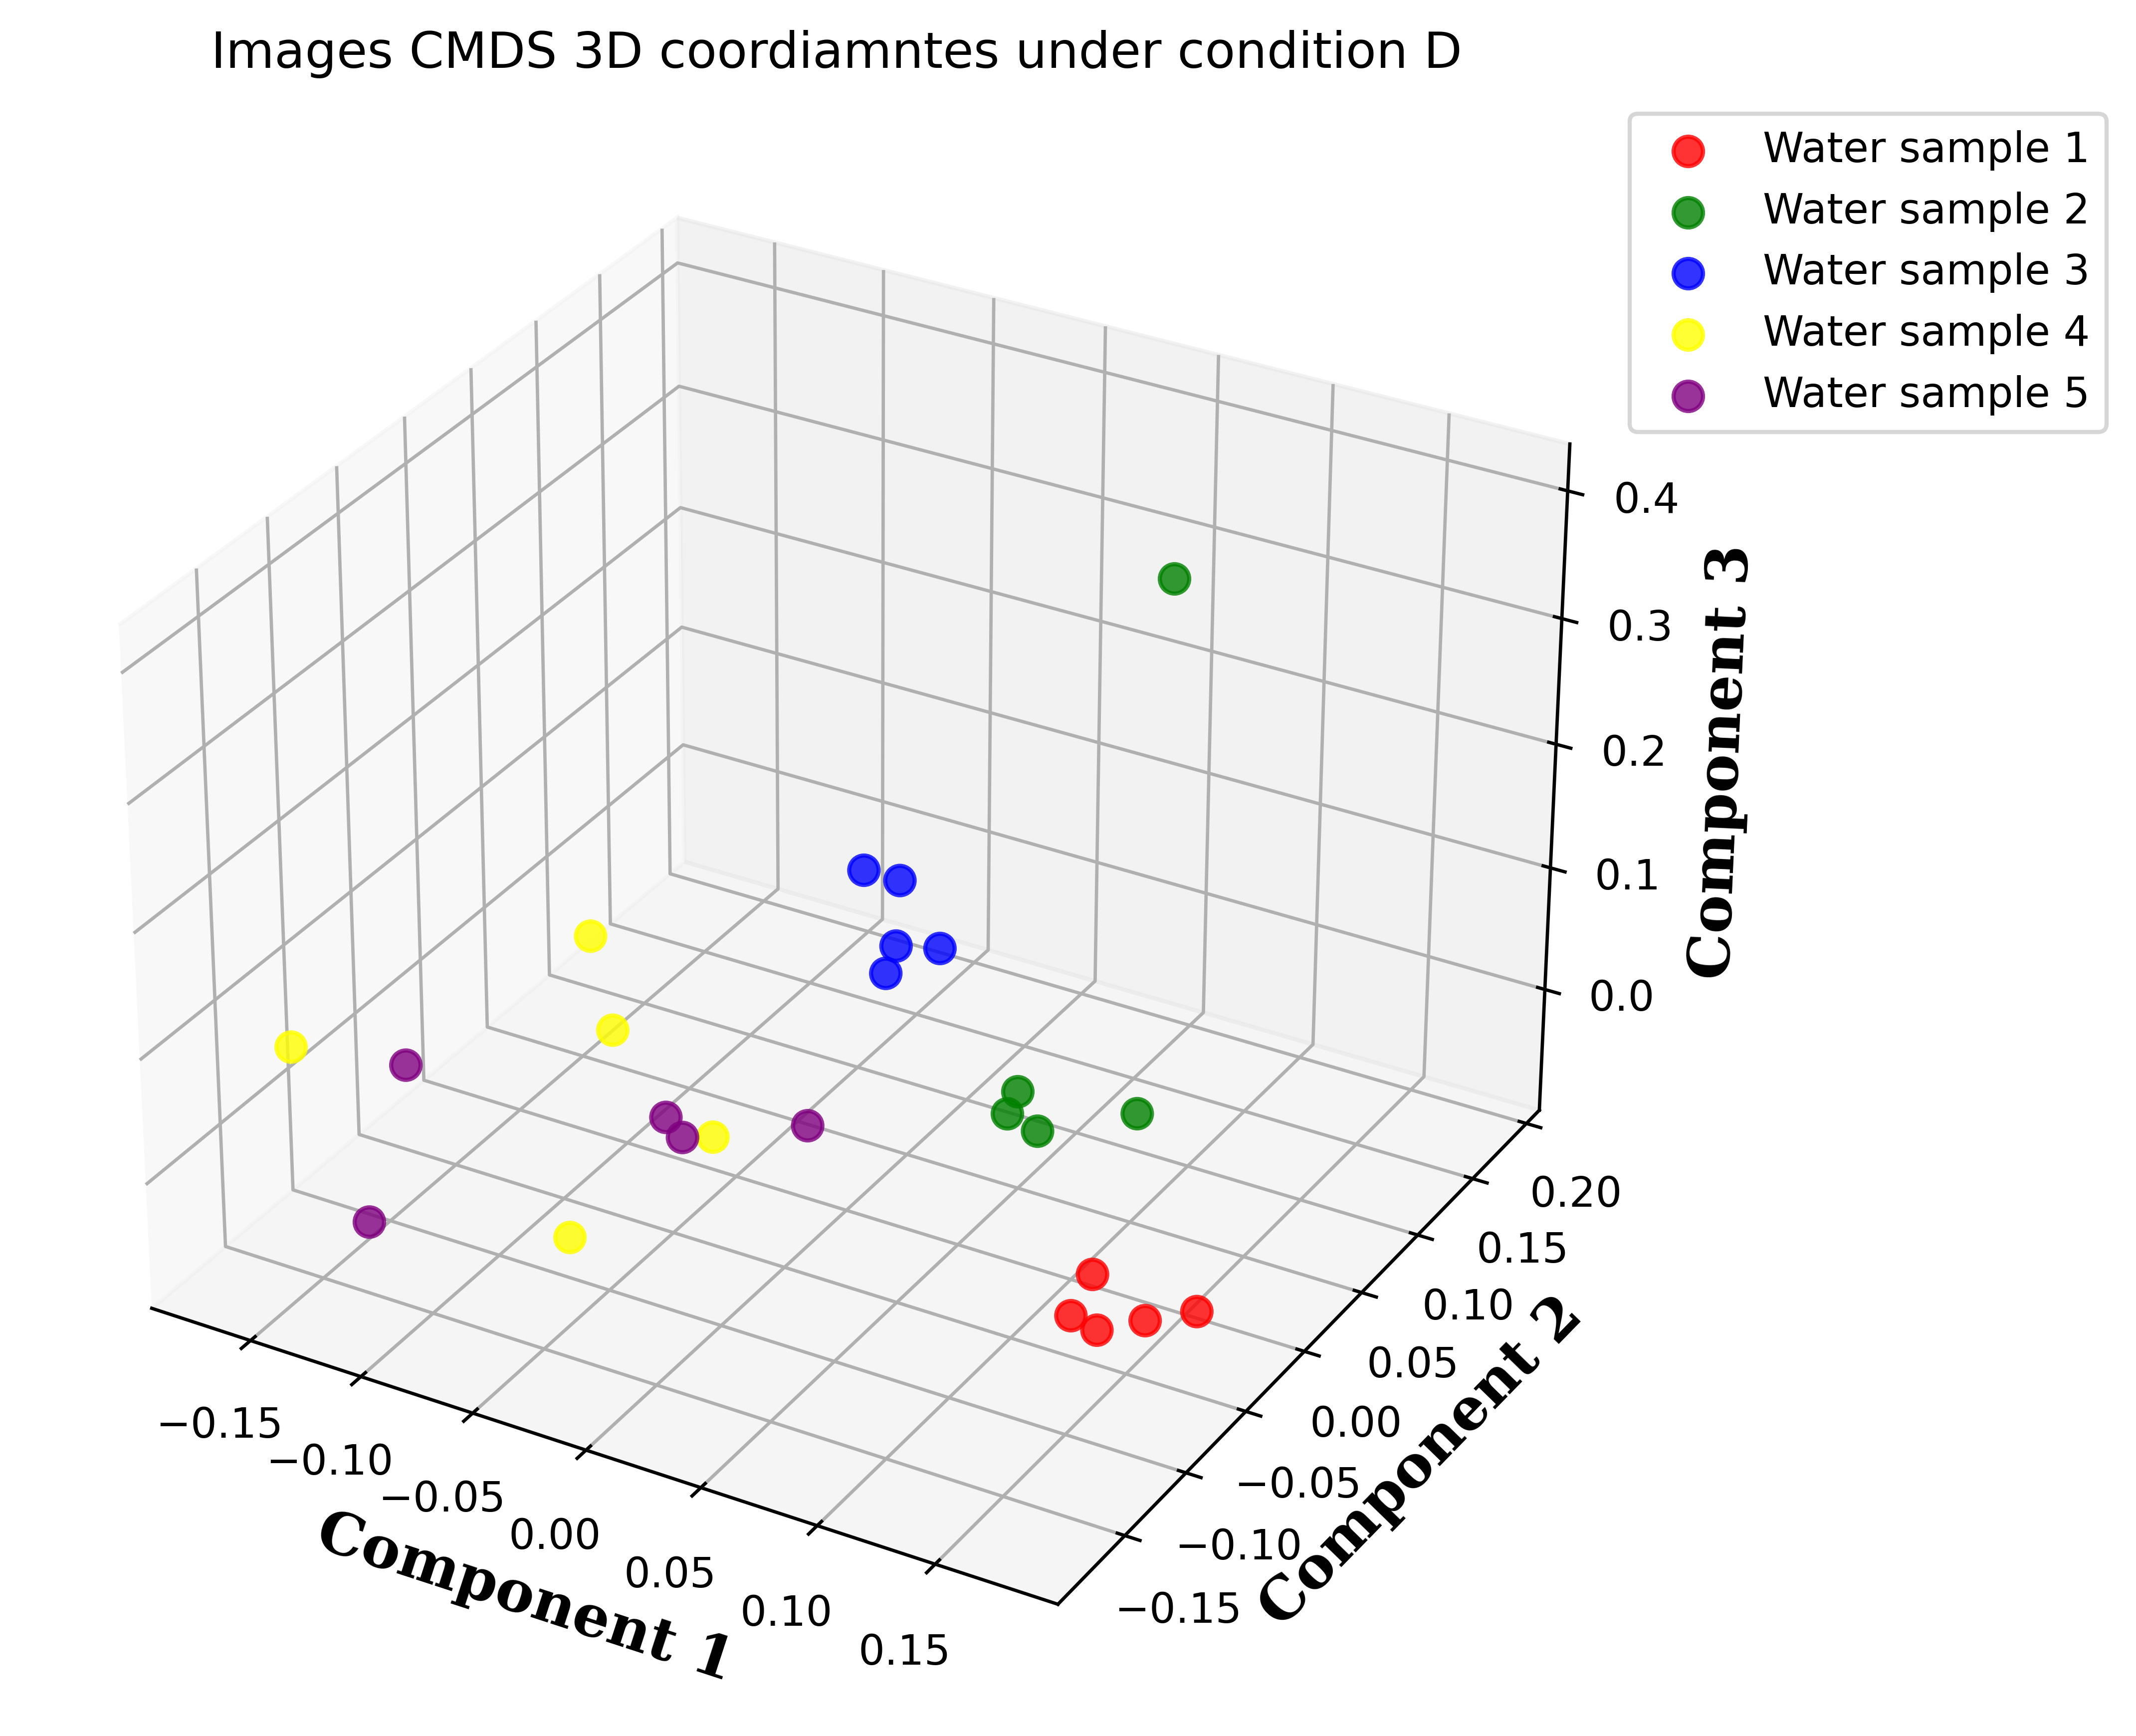 Images CMDS 3D coordiamntes under condition D
Water sample 1
Water sample 2
Water sample 3
Water sample 4
Water sample 5
0.4
0.3
0.2
0.1
0.0
Component 3
0.20
0.15
0.10
0.05
0.00
−0.05
−0.10
−0.15
Component 2
−0.15
−0.10
−0.05
0.00
0.05
0.10
0.15
Component 1